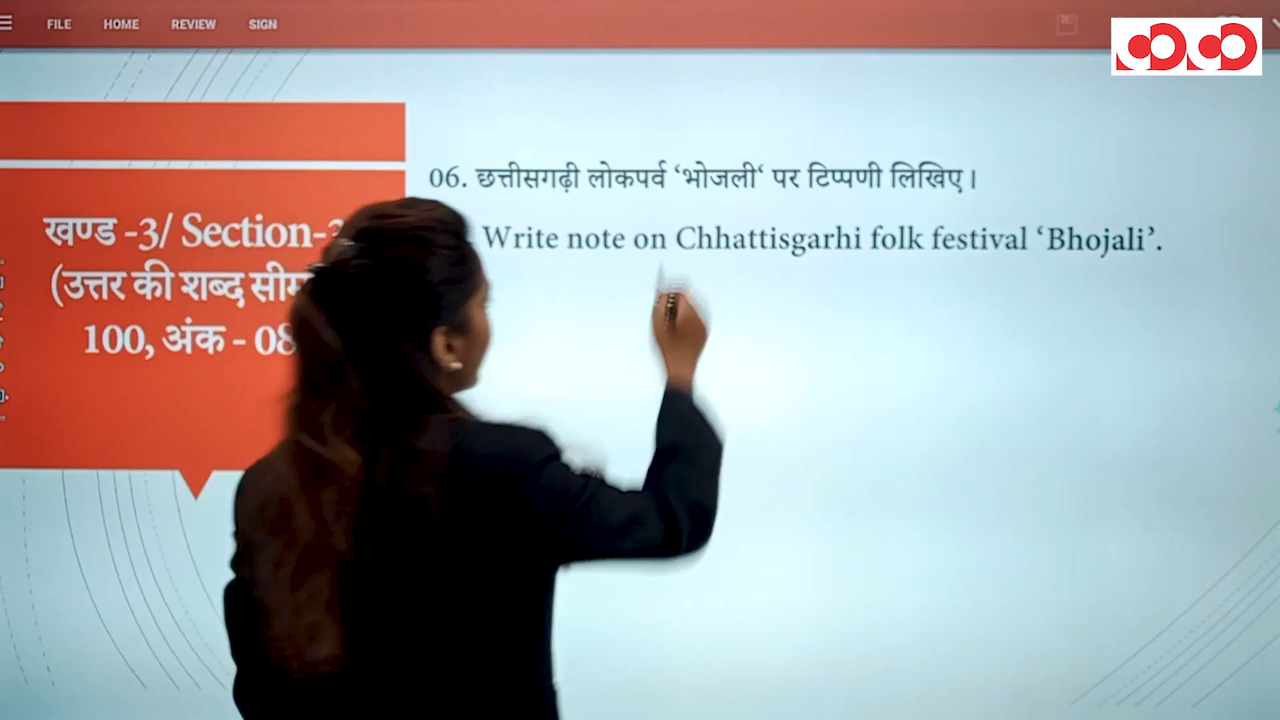 FILE HOME REVIEW SIGN
06. छत्तीसगढ़ी लोकपर्व ‘भोजली‘ पर टिप्पणी लिखिए।
Write note on Chhattisgarhi folk festival ‘Bhojali’.
खण्ड -3/ Section-3
(उत्तर की शब्द
100, अंक - 08